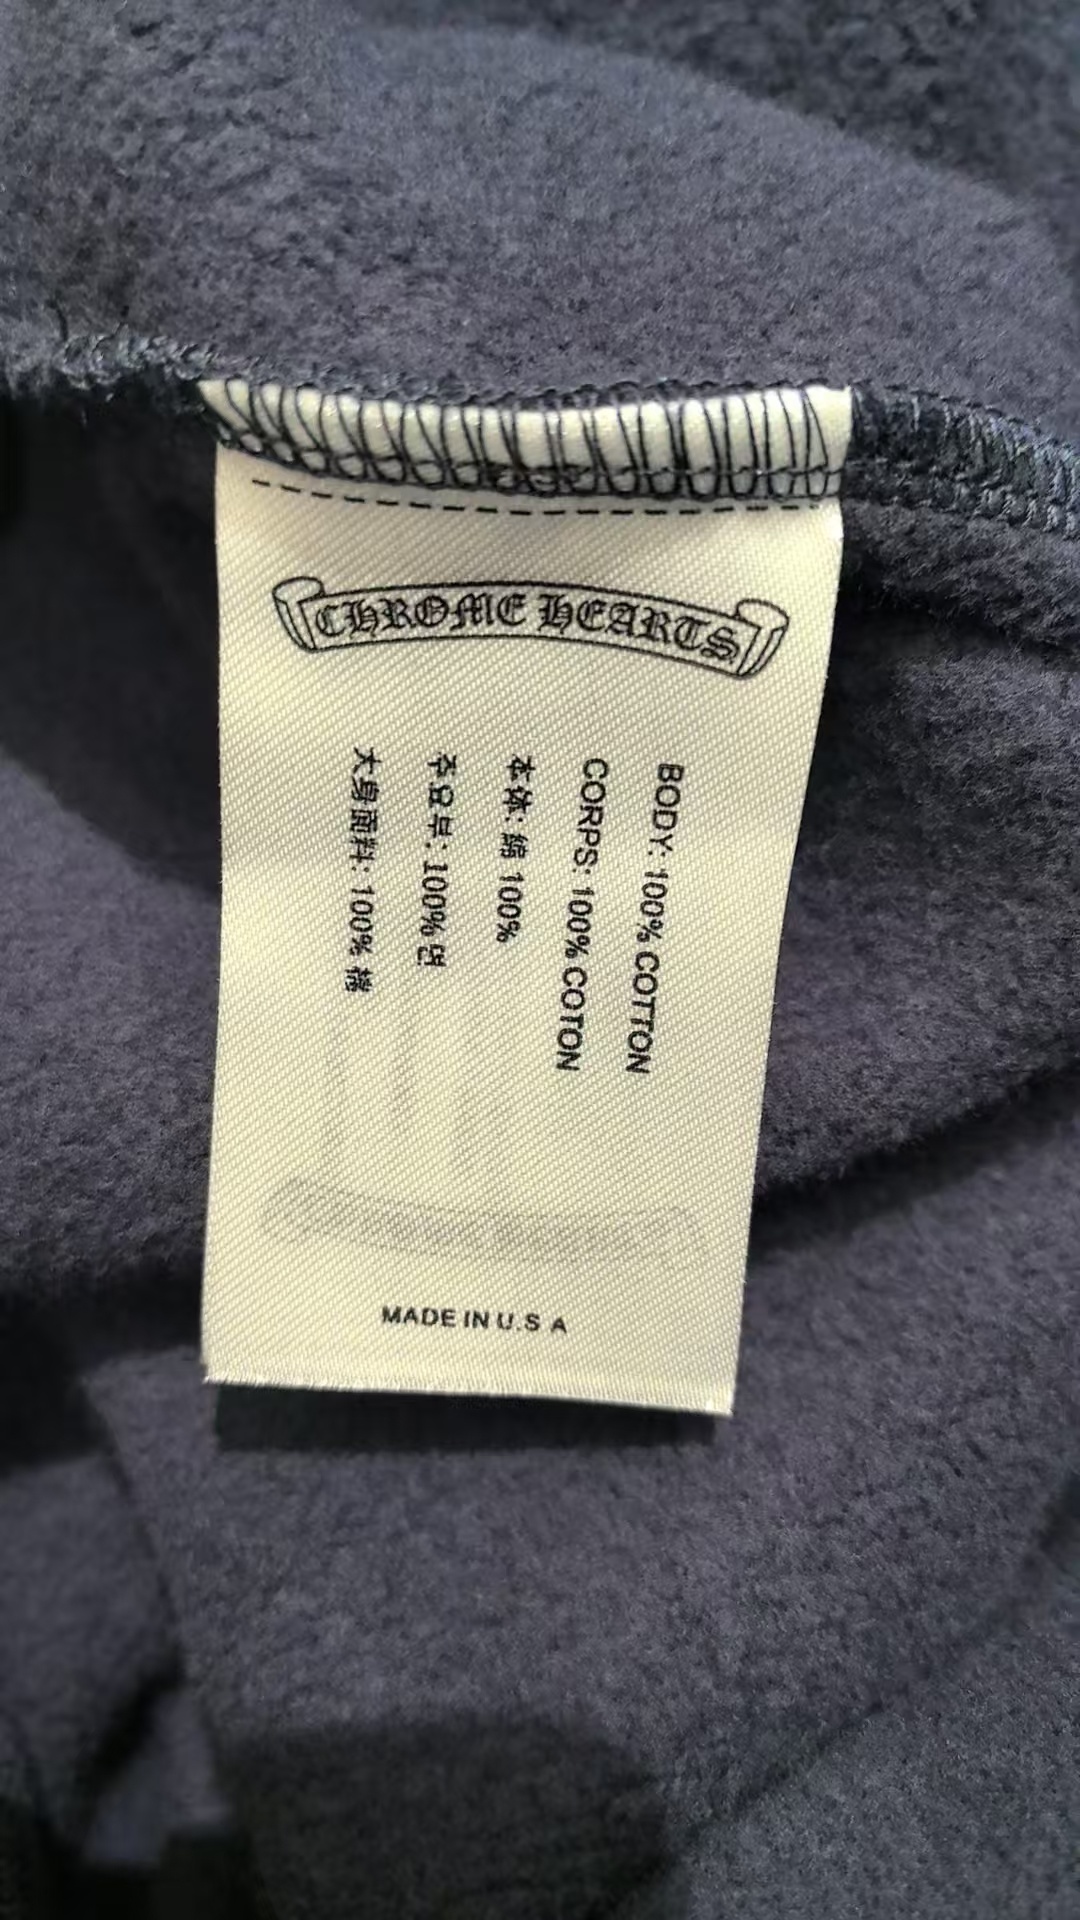 CHROME HEARTS
BODY: 100% COTTON
CORPS: 100% COTON
本体: 綿 100%
주요부: 100% 면
大身面料: 100% 棉
MADE IN U.S A